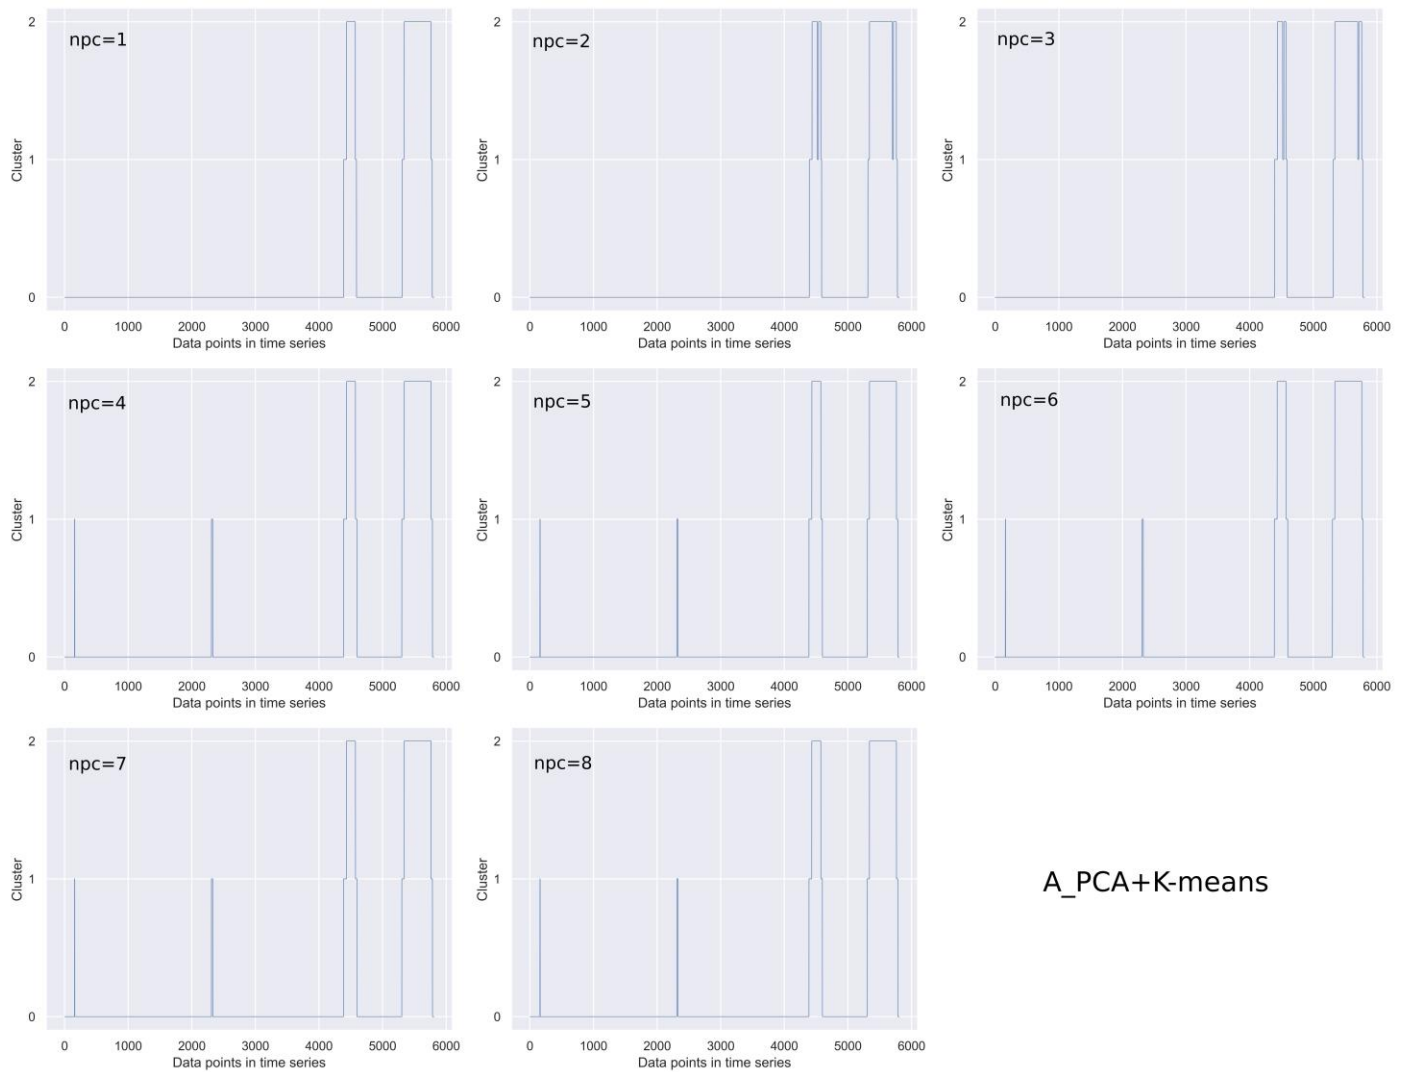 2
npc=1
Cluster
1
0
0 1000 2000 3000 4000 5000 6000
Data points in time series
2
npc=2
Cluster
1
0
0 1000 2000 3000 4000 5000 6000
Data points in time series
2
npc=3
Cluster
1
0
0 1000 2000 3000 4000 5000 6000
Data points in time series
2
npc=4
Cluster
1
0
0 1000 2000 3000 4000 5000 6000
Data points in time series
2
npc=5
Cluster
1
0
0 1000 2000 3000 4000 5000 6000
Data points in time series
2
npc=6
Cluster
1
0
0 1000 2000 3000 4000 5000 6000
Data points in time series
2
npc=7
Cluster
1
0
0 1000 2000 3000 4000 5000 6000
Data points in time series
2
npc=8
Cluster
1
0
0 1000 2000 3000 4000 5000 6000
Data points in time series
A_PCA+K-means